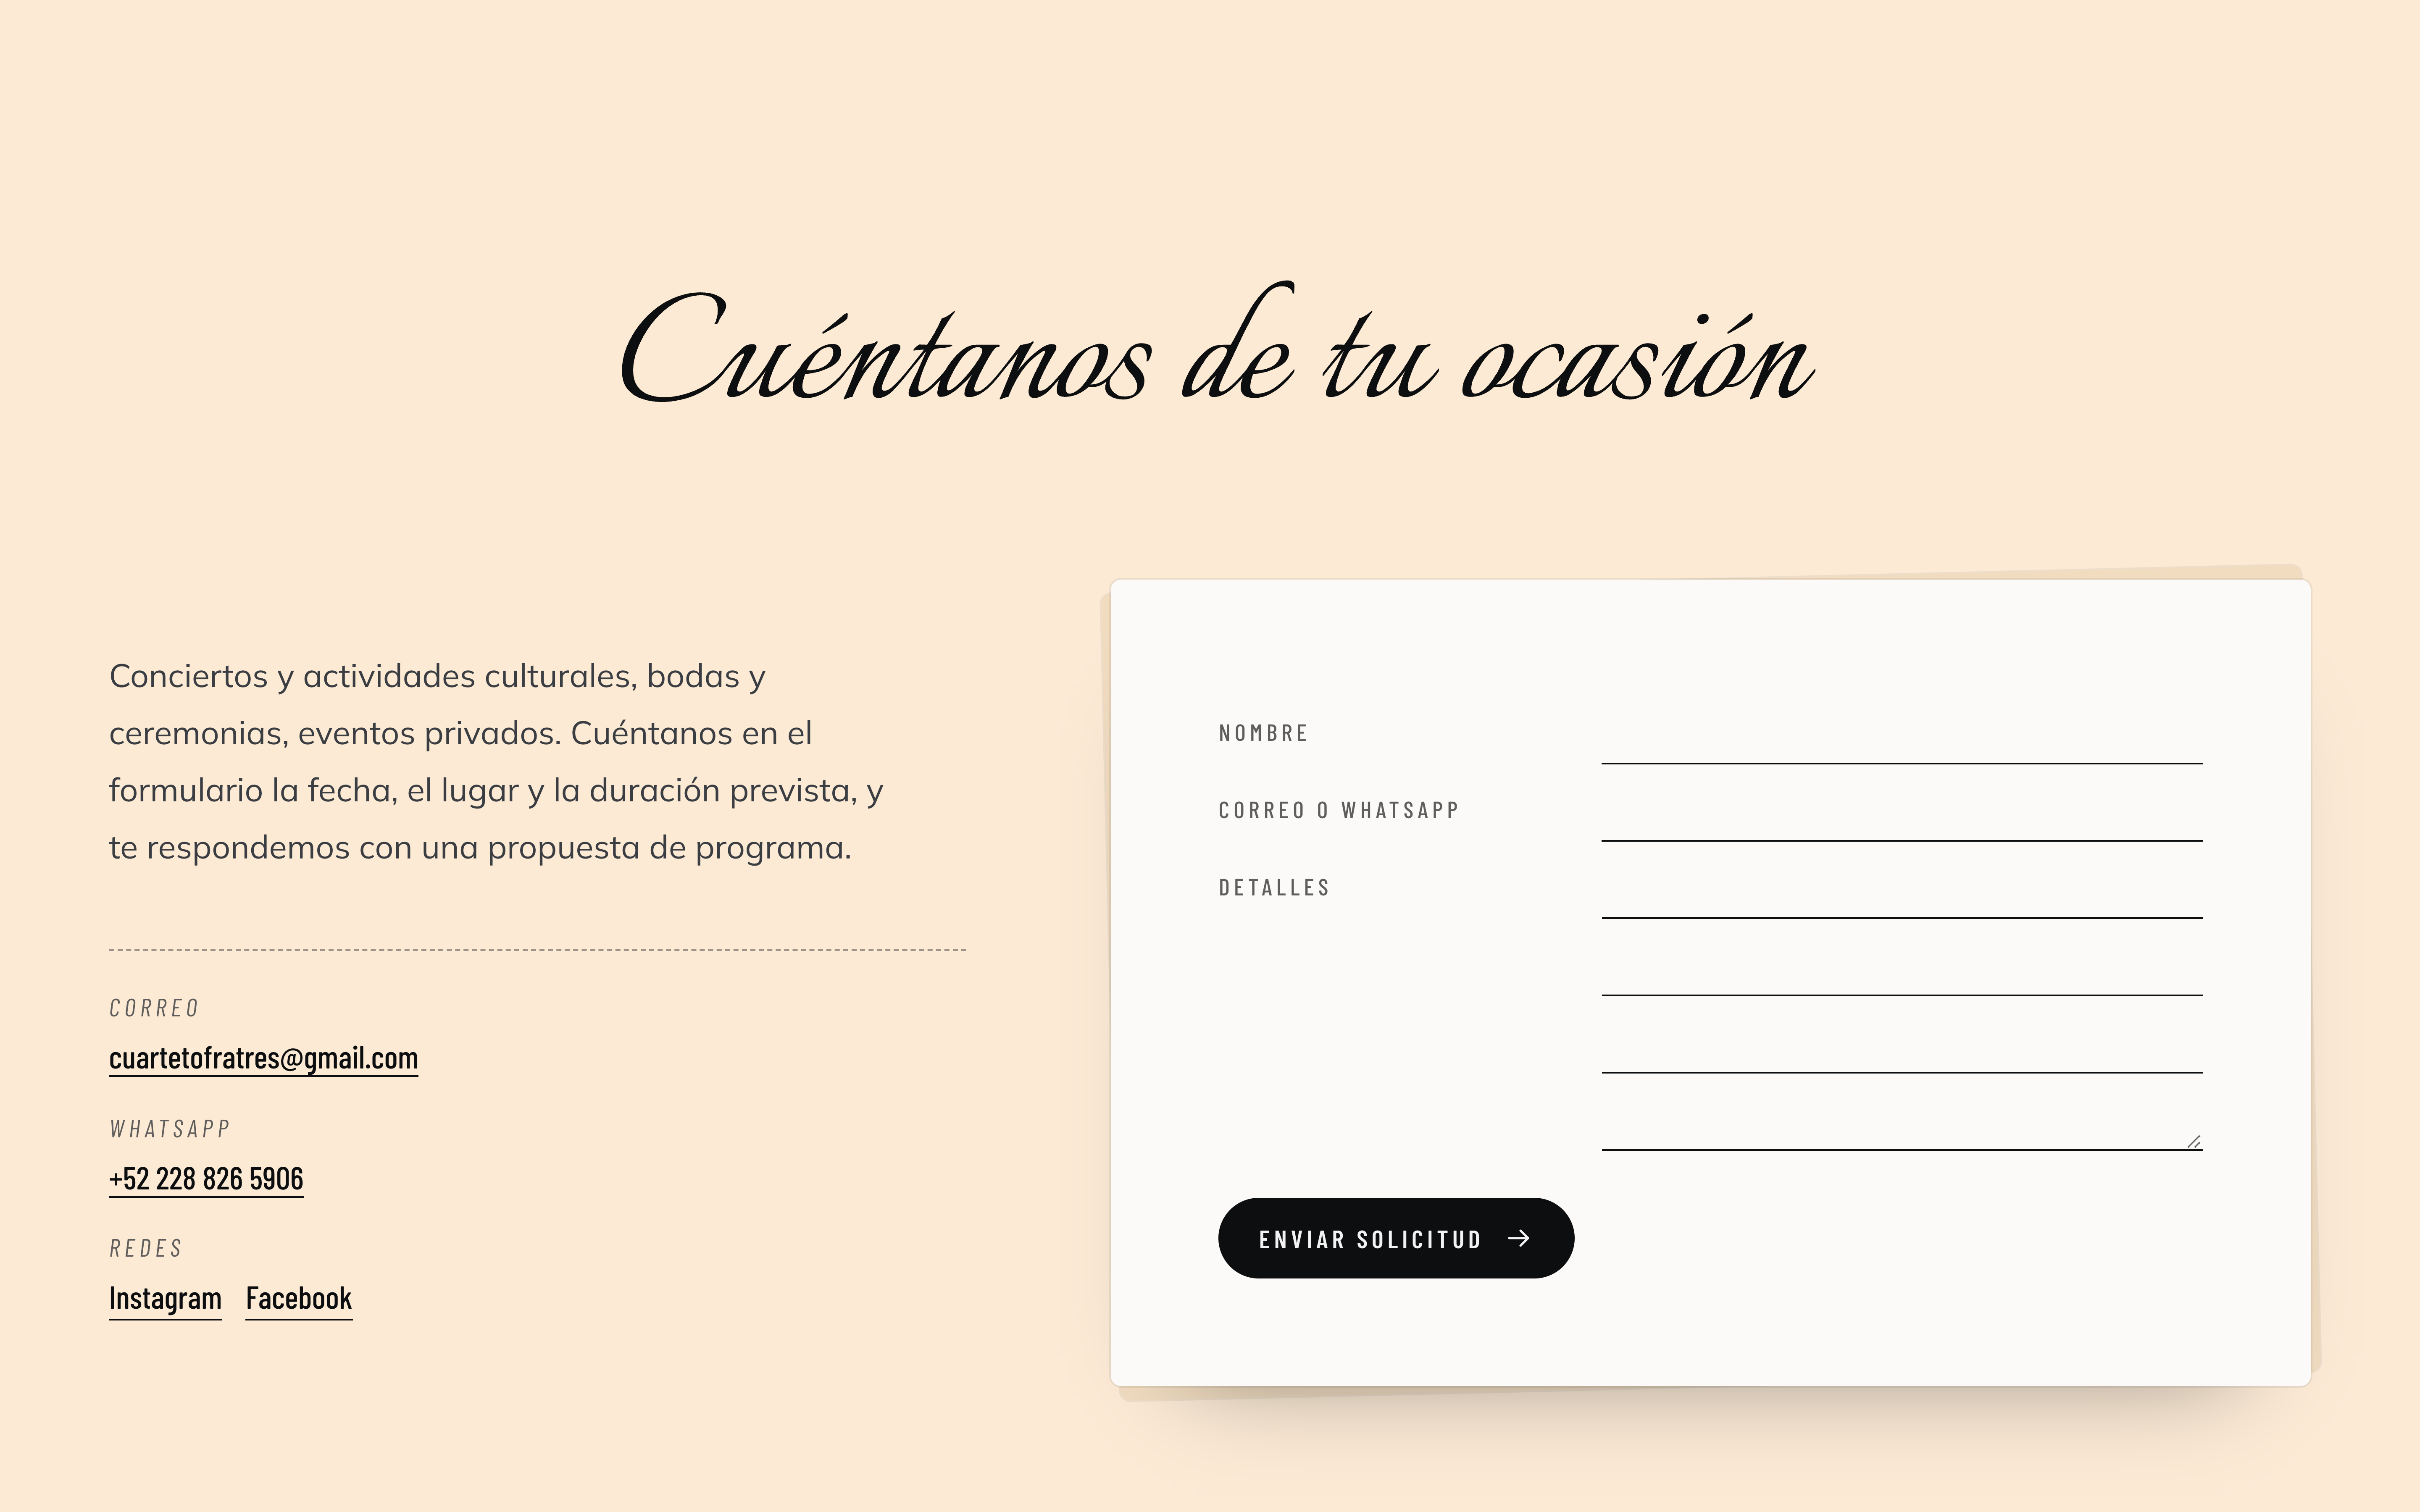 Cuéntanos de tu ocasión
Conciertos y actividades culturales, bodas y
ceremonias, eventos privados. Cuéntanos en el
formulario la fecha, el lugar y la duración prevista, y
te respondemos con una propuesta de programa.
CORREO
cuartetofratres@gmail.com
WHATSAPP
+52 228 826 5906
REDES
Instagram Facebook
NOMBRE
CORREO O WHATSAPP
DETALLES
ENVIAR SOLICITUD →